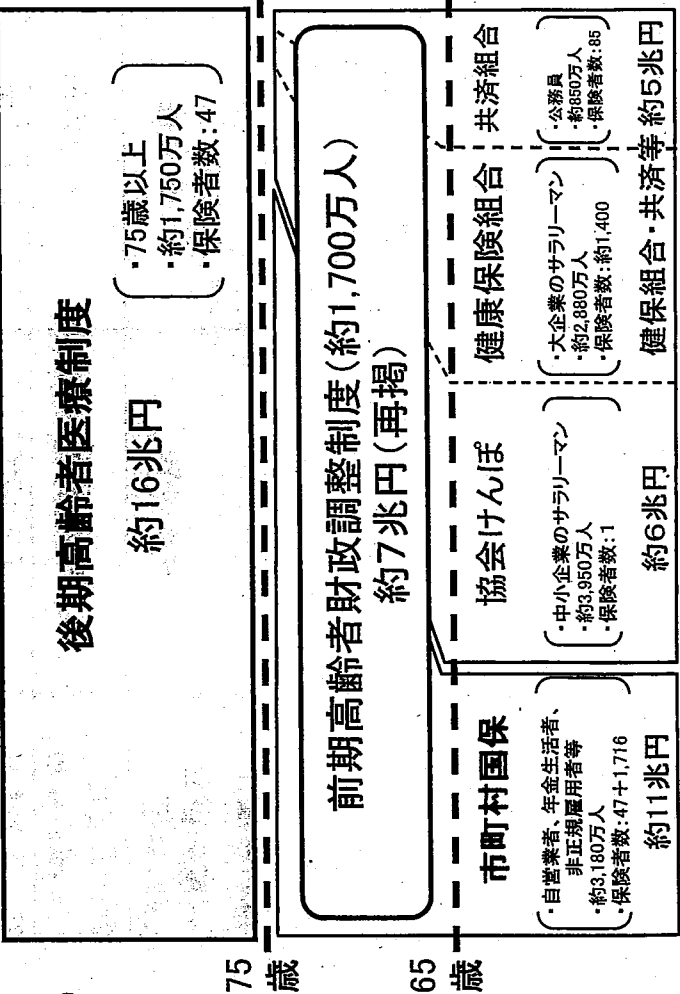 後期高齢者医療制度
約16兆円
・75歳以上
・約1,750万人
・保険者数:47
75
歳
前期高齢者財政調整制度(約1,700万人)
約7兆円(再掲)
65
歳
市町村国保
・自営業者、年金生活者、
非正規雇用者等
・約3,180万人
・保険者数:47+1,716
約11兆円
協会けんぽ
・中小企業のサラリーマン
・約3,950万人
・保険者数:1
約6兆円
健康保険組合
・大企業のサラリーマン
・約2,880万人
・保険者数:約1,400
共済組合
・公務員
・約850万人
・保険者数:85
健保組合・共済等 約5兆円